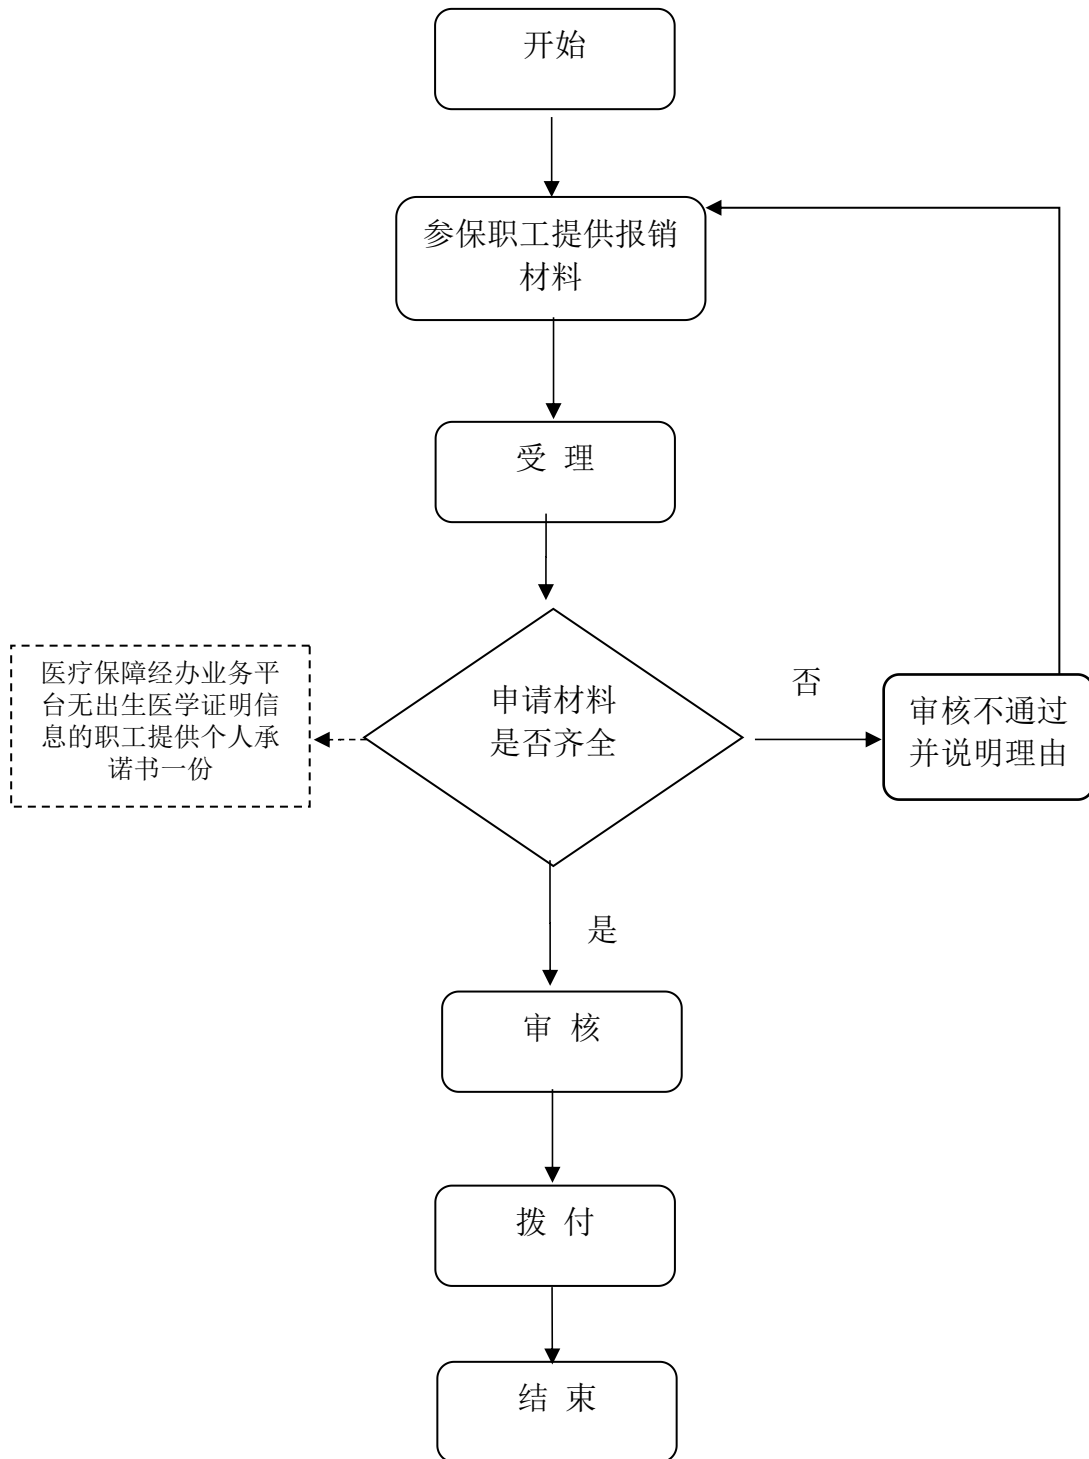 开始
参保职工提供报销
材料
受 理
医疗保障经办业务平
台无出生医学证明信
息的职工提供个人承
诺书一份
申请材料
是否齐全
否
审核不通过
并说明理由
是
审 核
拨 付
结 束